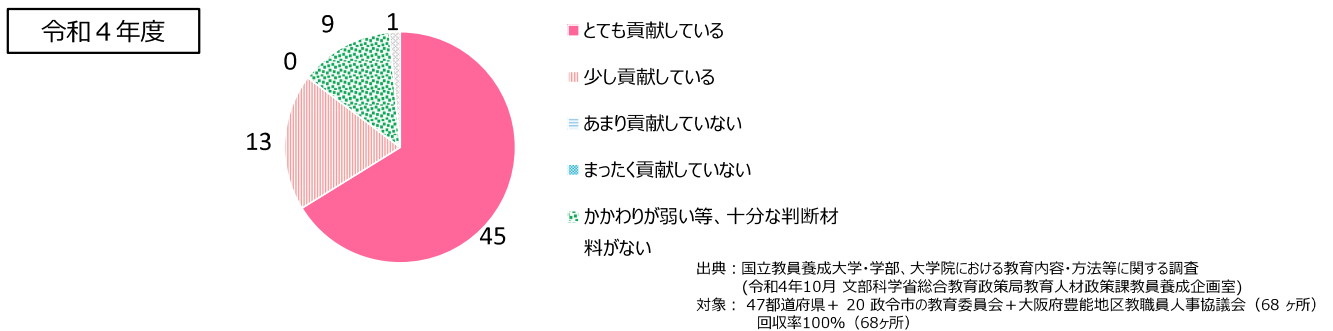 令和４年度
1
9
0
13
45
とても貢献している
少し貢献している
あまり貢献していない
まったく貢献していない
かかわりが弱い等、十分な判断材
料がない
出典：国立教員養成大学・学部、大学院における教育内容・方法等に関する調査
(令和4年10月 文部科学省総合教育政策局教育人材政策課教員養成企画室)
対象： 47都道府県＋ 20 政令市の教育委員会＋大阪府豊能地区教職員人事協議会（68 ヶ所）
回収率100%（68ヶ所）